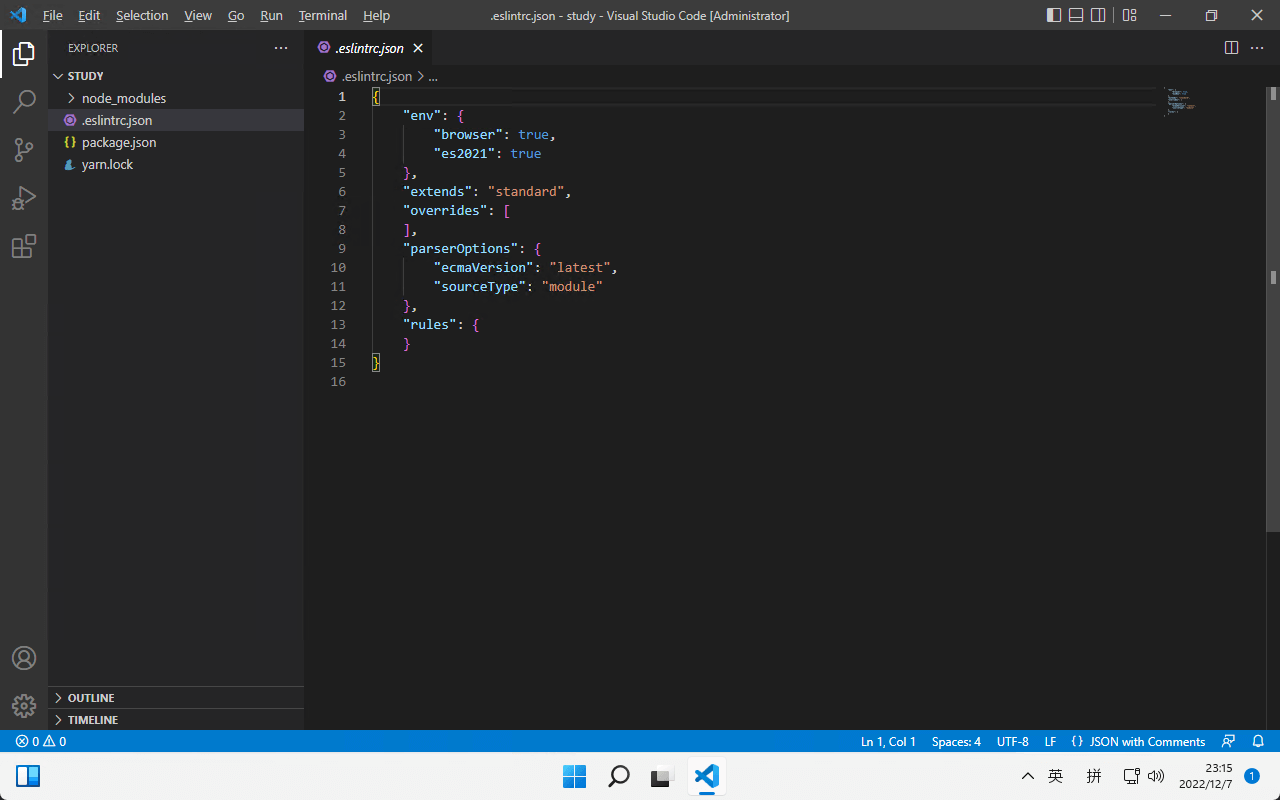 File Edit Selection View Go Run Terminal Help .eslintrc.json - study - Visual Studio Code [Administrator]
EXPLORER
STUDY
node_modules
.eslintrc.json
package.json
yarn.lock
OUTLINE
TIMELINE
.eslintrc.json
.eslintrc.json > ...
1 {
2 "env": {
3 "browser": true,
4 "es2021": true
5 },
6 "extends": "standard",
7 "overrides": [
8 ],
9 "parserOptions": {
10 "ecmaVersion": "latest",
11 "sourceType": "module"
12 },
13 "rules": {
14 }
15 }
16
0 0 Ln 1, Col 1 Spaces: 4 UTF-8 LF {} JSON with Comments
英 拼 23:15
2022/12/7 1